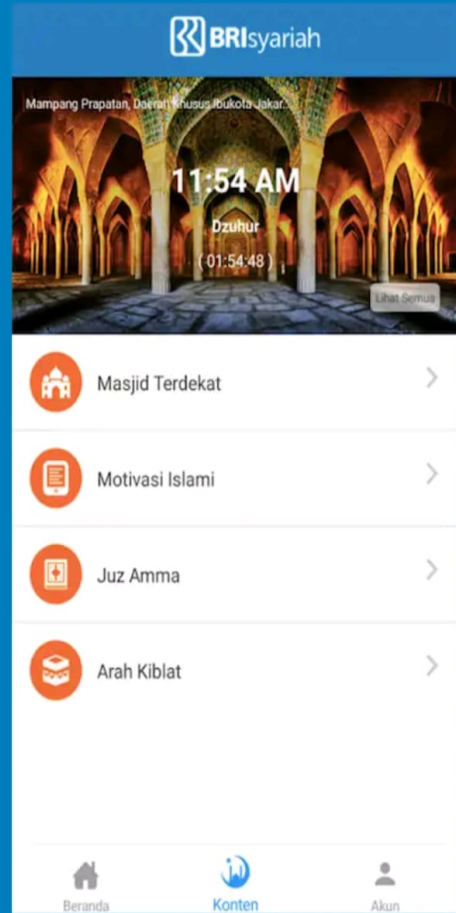 BRIsyariah
Mampang Prapatan, Daerah Khusus Ibukota Jakar...
11:54 AM
Dzuhur
( 01:54:48 )
Lihat Semua
Masjid Terdekat
Motivasi Islami
Juz Amma
Arah Kiblat
Beranda
Konten
Akun